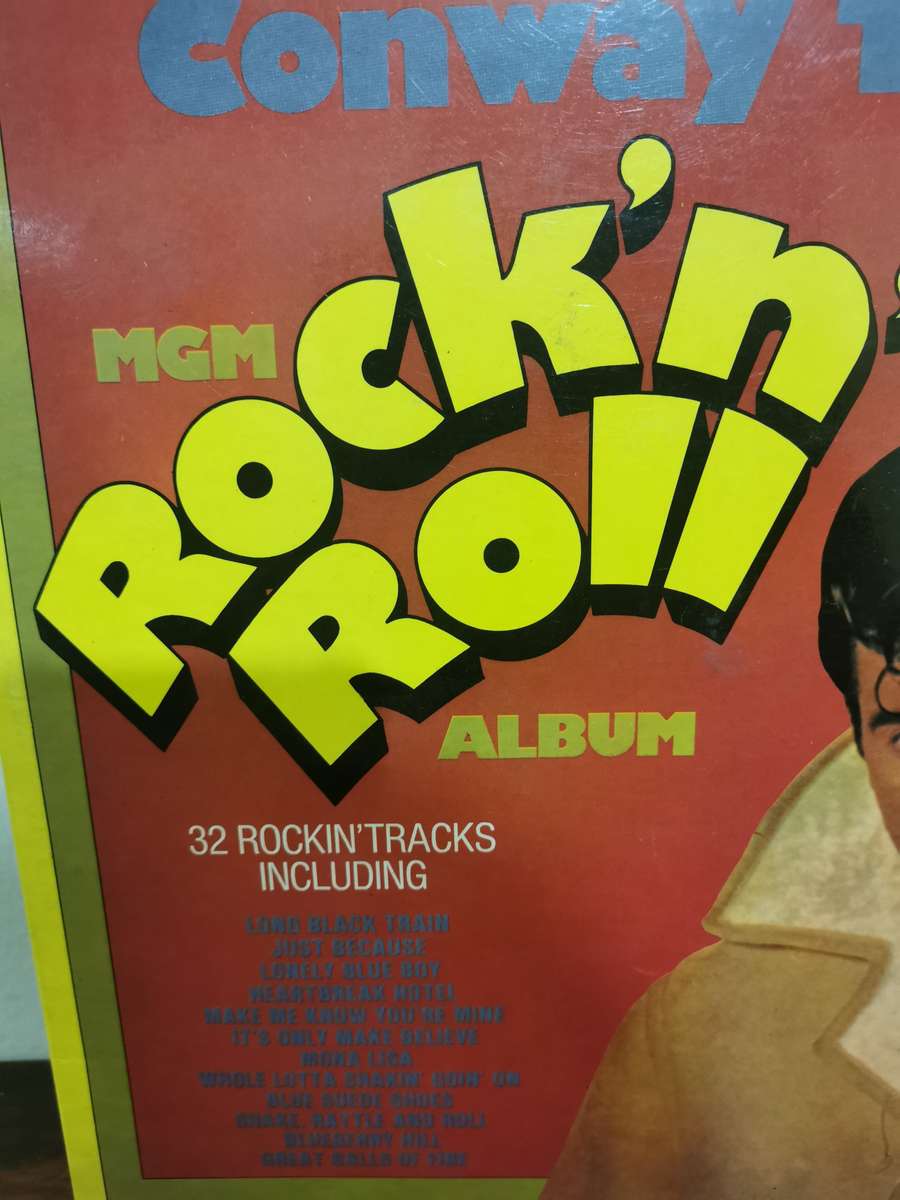 Conway
MGM
Rock'n
Roll
ALBUM
32 ROCKIN' TRACKS
INCLUDING
LONG BLACK TRAIN
JUST BECAUSE
LONELY BLUE BOY
HEARTBREAK HOTEL
MAKE ME KNOW YOU'RE MINE
IT'S ONLY MAKE BELIEVE
MONA LISA
WHOLE LOTTA SHAKIN' GOIN' ON
BLUE SUEDE SHOES
SHAKE, RATTLE AND ROLL
BLUEBERRY HILL
GREAT BALLS OF FIRE